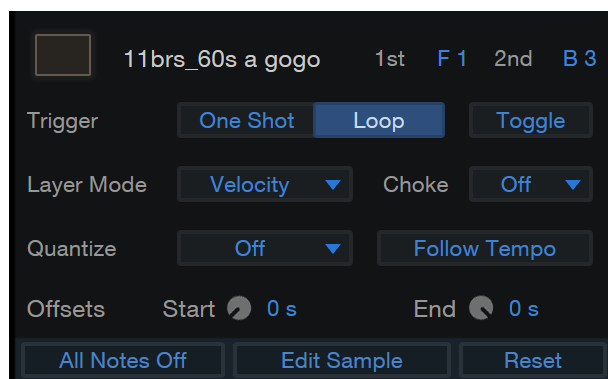 11brs_60s a gogo 1st F 1 2nd B 3
Trigger One Shot Loop Toggle
Layer Mode Velocity Choke Off
Quantize Off Follow Tempo
Offsets Start 0 s End 0 s
All Notes Off Edit Sample Reset